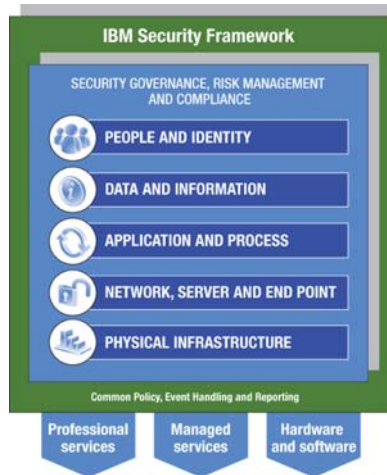 IBM Security Framework
SECURITY GOVERNANCE, RISK MANAGEMENT
AND COMPLIANCE
PEOPLE AND IDENTITY
DATA AND INFORMATION
APPLICATION AND PROCESS
NETWORK, SERVER AND END POINT
PHYSICAL INFRASTRUCTURE
Common Policy, Event Handling and Reporting
Professional
services
Managed
services
Hardware
and software